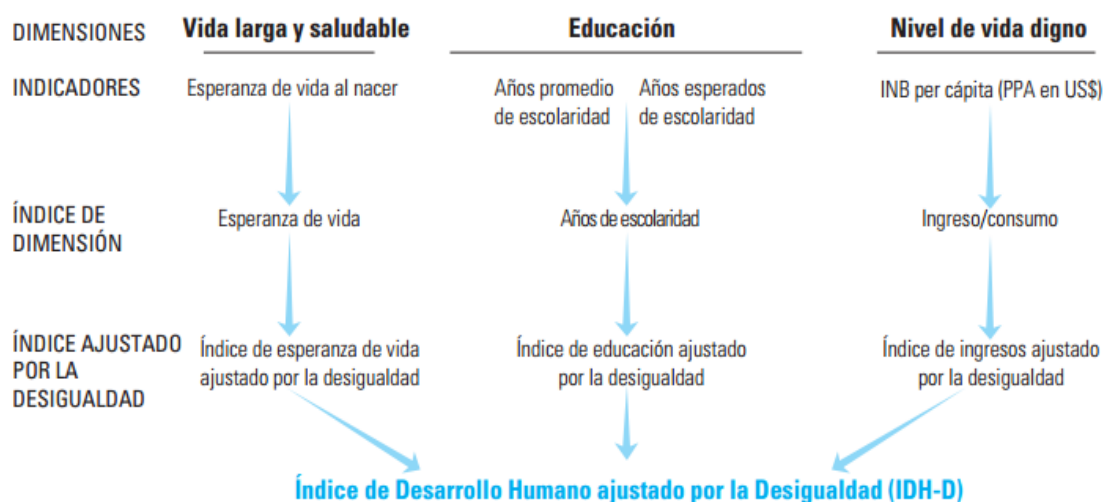 DIMENSIONES
Vida larga y saludable
Educación
Nivel de vida digno
INDICADORES
Esperanza de vida al nacer
Años promedio
de escolaridad
Años esperados
de escolaridad
INB per cápita (PPA en US$)
ÍNDICE DE
DIMENSIÓN
Esperanza de vida
Años de escolaridad
Ingreso/consumo
ÍNDICE AJUSTADO
POR LA
DESIGUALDAD
Índice de esperanza de vida
ajustado por la desigualdad
Índice de educación ajustado
por la desigualdad
Índice de ingresos ajustado
por la desigualdad
Índice de Desarrollo Humano ajustado por la Desigualdad (IDH-D)